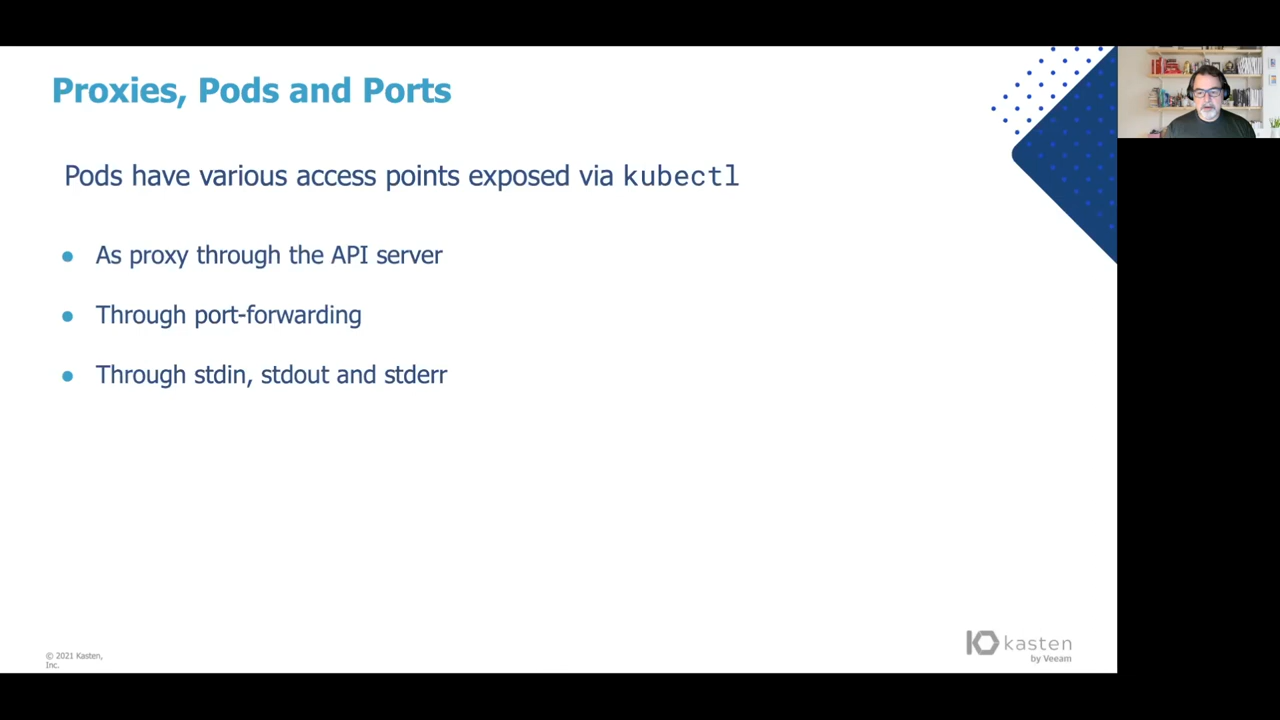 Proxies, Pods and Ports
Pods have various access points exposed via kubectl
● As proxy through the API server
● Through port-forwarding
● Through stdin, stdout and stderr
© 2021 Kasten,
Inc.
kasten
by Veeam